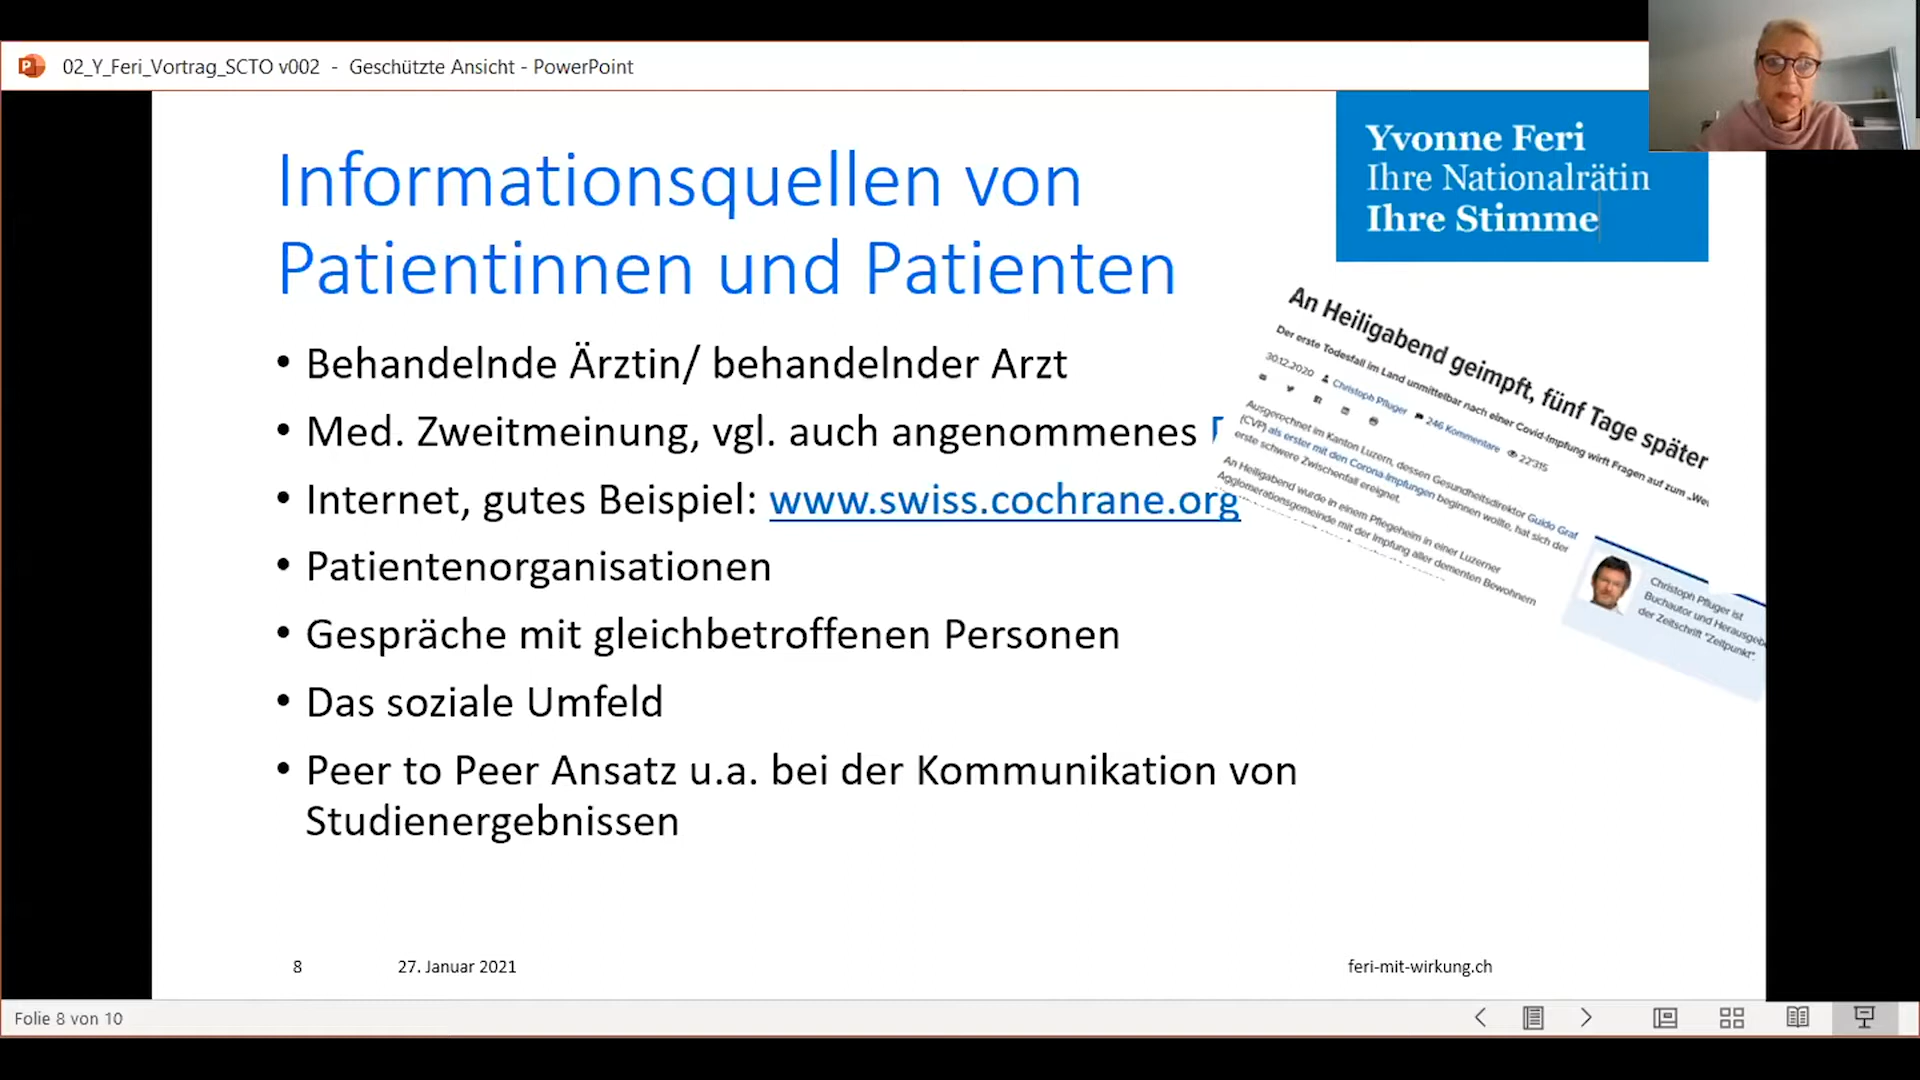 02_Y_Feri_Vortrag_SCTO v002 - Geschützte Ansicht - PowerPoint
Yvonne Feri
Ihre Nationalrätin
Ihre Stimme
Informationsquellen von
Patientinnen und Patienten
• Behandelnde Ärztin/ behandelnder Arzt
• Med. Zweitmeinung, vgl. auch angenommenes
• Internet, gutes Beispiel: www.swiss.cochrane.org
• Patientenorganisationen
• Gespräche mit gleichbetroffenen Personen
• Das soziale Umfeld
• Peer to Peer Ansatz u.a. bei der Kommunikation von
Studienergebnissen
An Heiligabend geimpft, fünf Tage später
Der erste Todesfall im Land unmittelbar nach einer Covid-Impfung wirft Fragen auf zum
30.12.2020 Christoph Pfluger 246 Kommentare 22'315
Ausgerechnet im Kanton Luzern, dessen Gesundheitsdirektor Guido Graf
(CVP) als erster mit den Corona-Impfungen beginnen wollte, hat sich der
erste schwere Zwischenfall ereignet.
An Heiligabend wurde in einem Pflegeheim in einer Luzerner
Agglomerationsgemeinde mit der Impfung aller dementen Bewohnern
Christoph Pfluger ist
Buchautor und Herausgebe
der Zeitschrift "Zeitpunkt".
8
27. Januar 2021
feri-mit-wirkung.ch
Folie 8 von 10